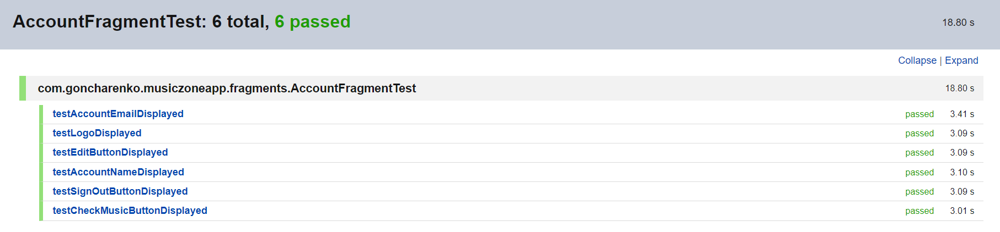 AccountFragmentTest: 6 total, 6 passed 18.80 s
Collapse | Expand
com.goncharenko.musiczoneapp.fragments.AccountFragmentTest 18.80 s
testAccountEmailDisplayed passed 3.41 s
testLogoDisplayed passed 3.09 s
testEditButtonDisplayed passed 3.09 s
testAccountNameDisplayed passed 3.10 s
testSignOutButtonDisplayed passed 3.09 s
testCheckMusicButtonDisplayed passed 3.01 s